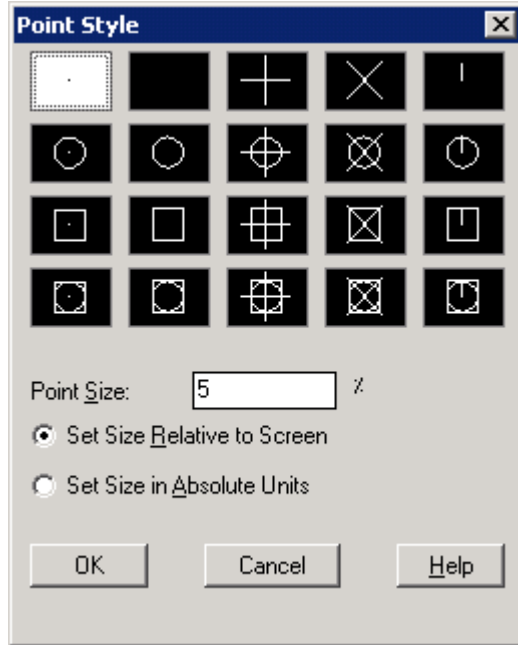 Point Style
Point Size: 5 %
Set Size Relative to Screen
Set Size in Absolute Units
OK Cancel Help